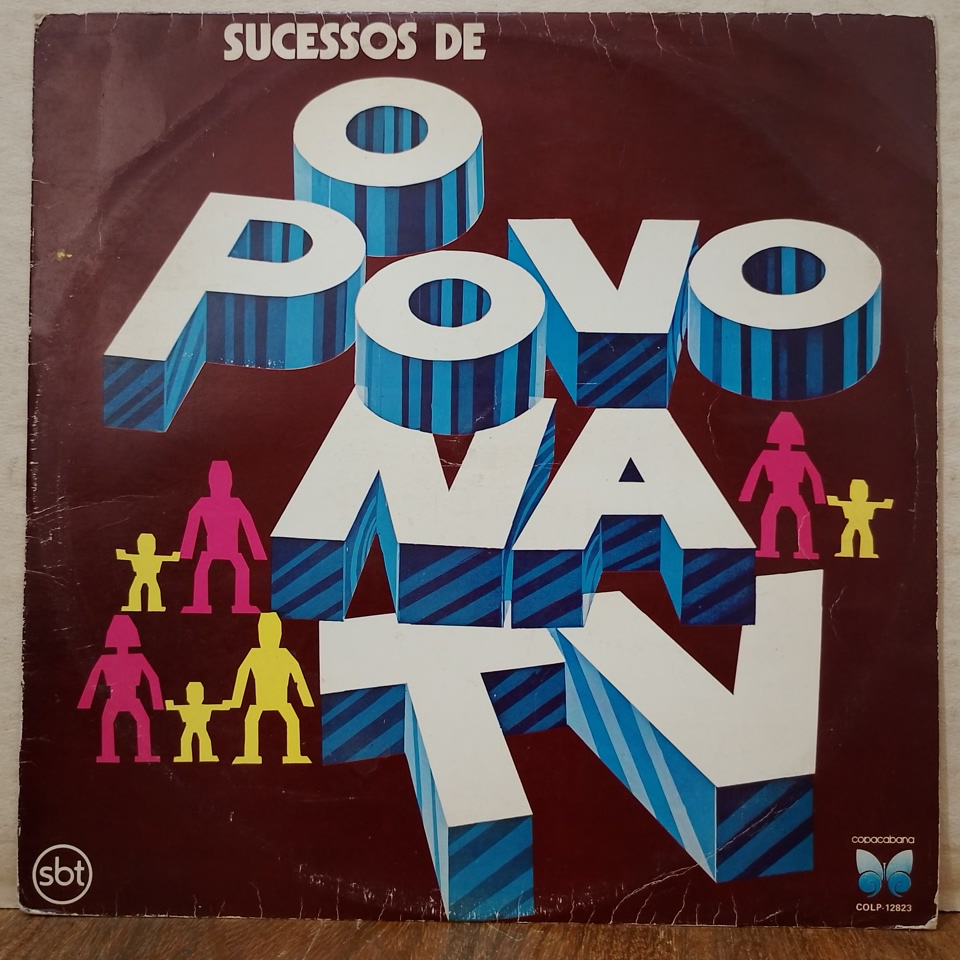 SUCESSOS DE
O
POVO
NA
TV
sbt
copacabana
COLP-12823